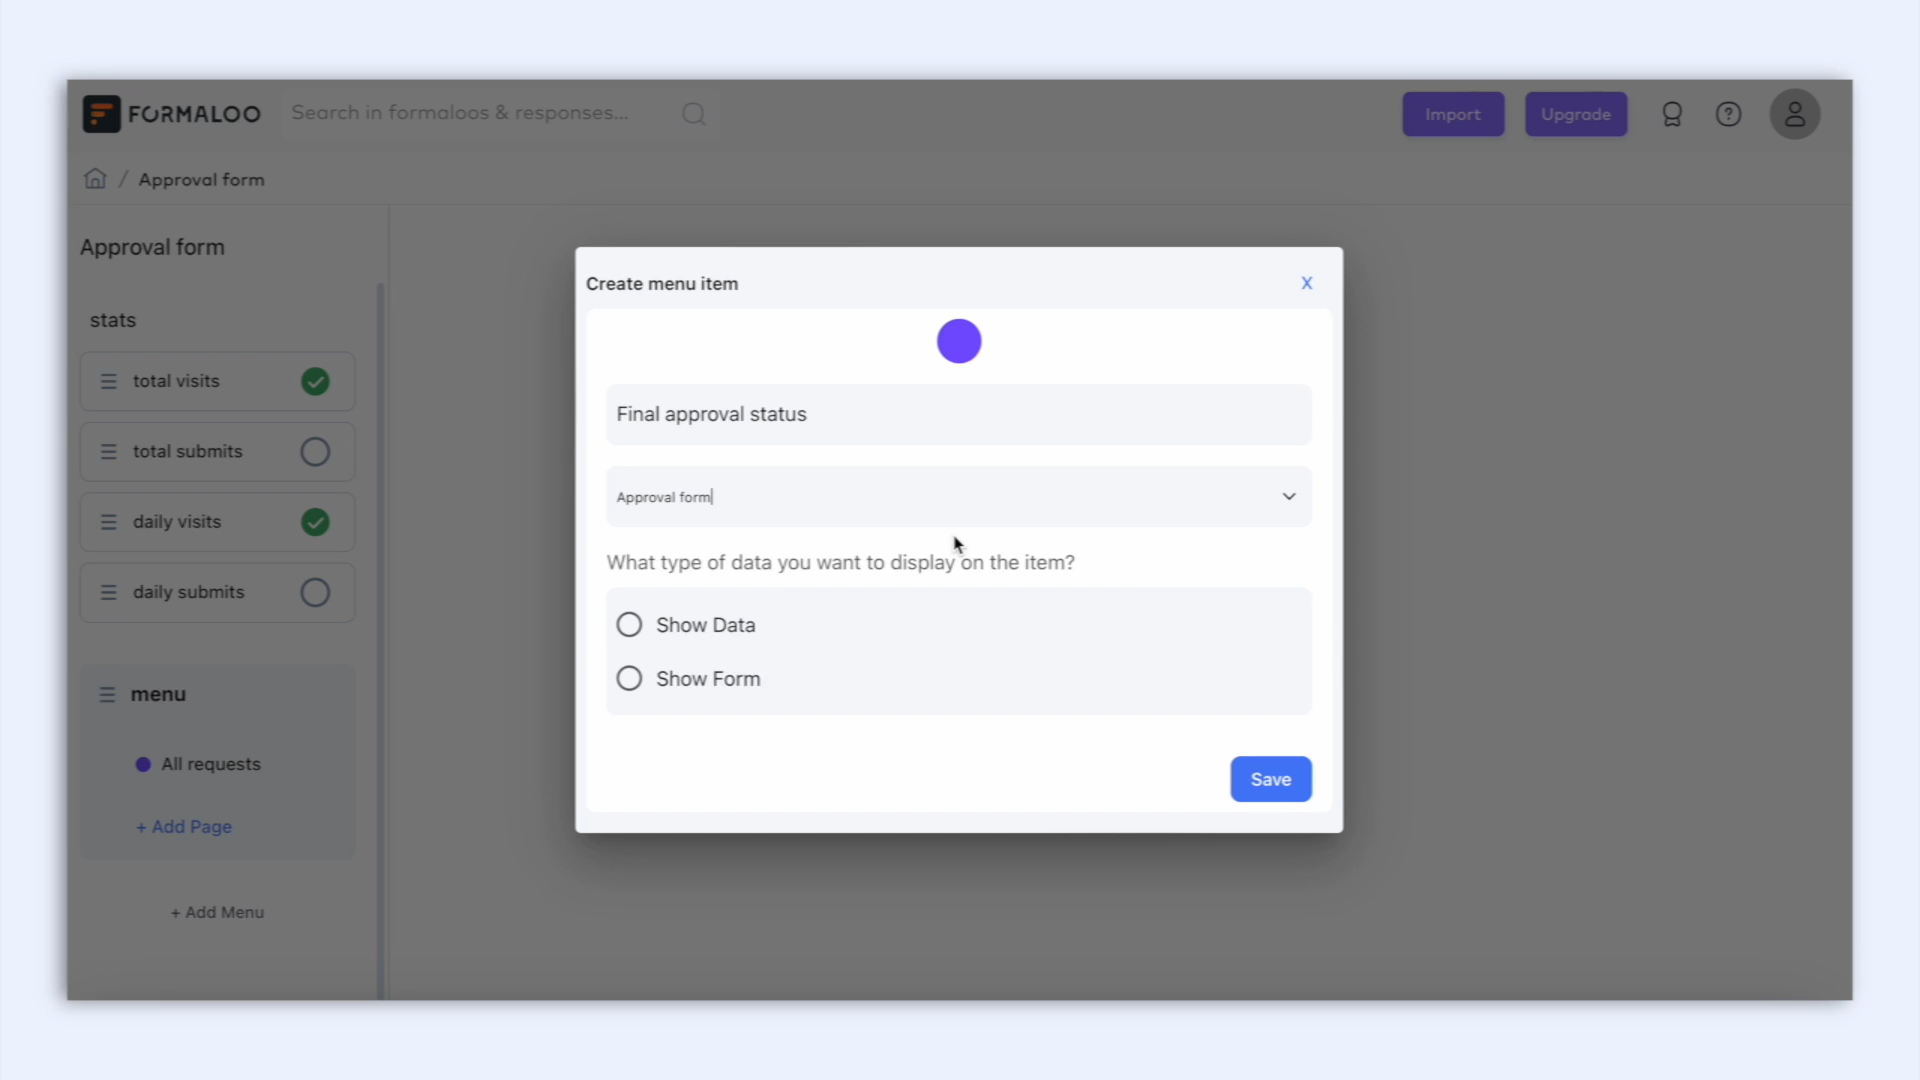 FORMALOO
Search in formaloos & responses...
Import
Upgrade
/ Approval form
Approval form
stats
total visits
total submits
daily visits
daily submits
menu
All requests
+ Add Page
+ Add Menu
Create menu item
X
Final approval status
Approval form
What type of data you want to display on the item?
Show Data
Show Form
Save